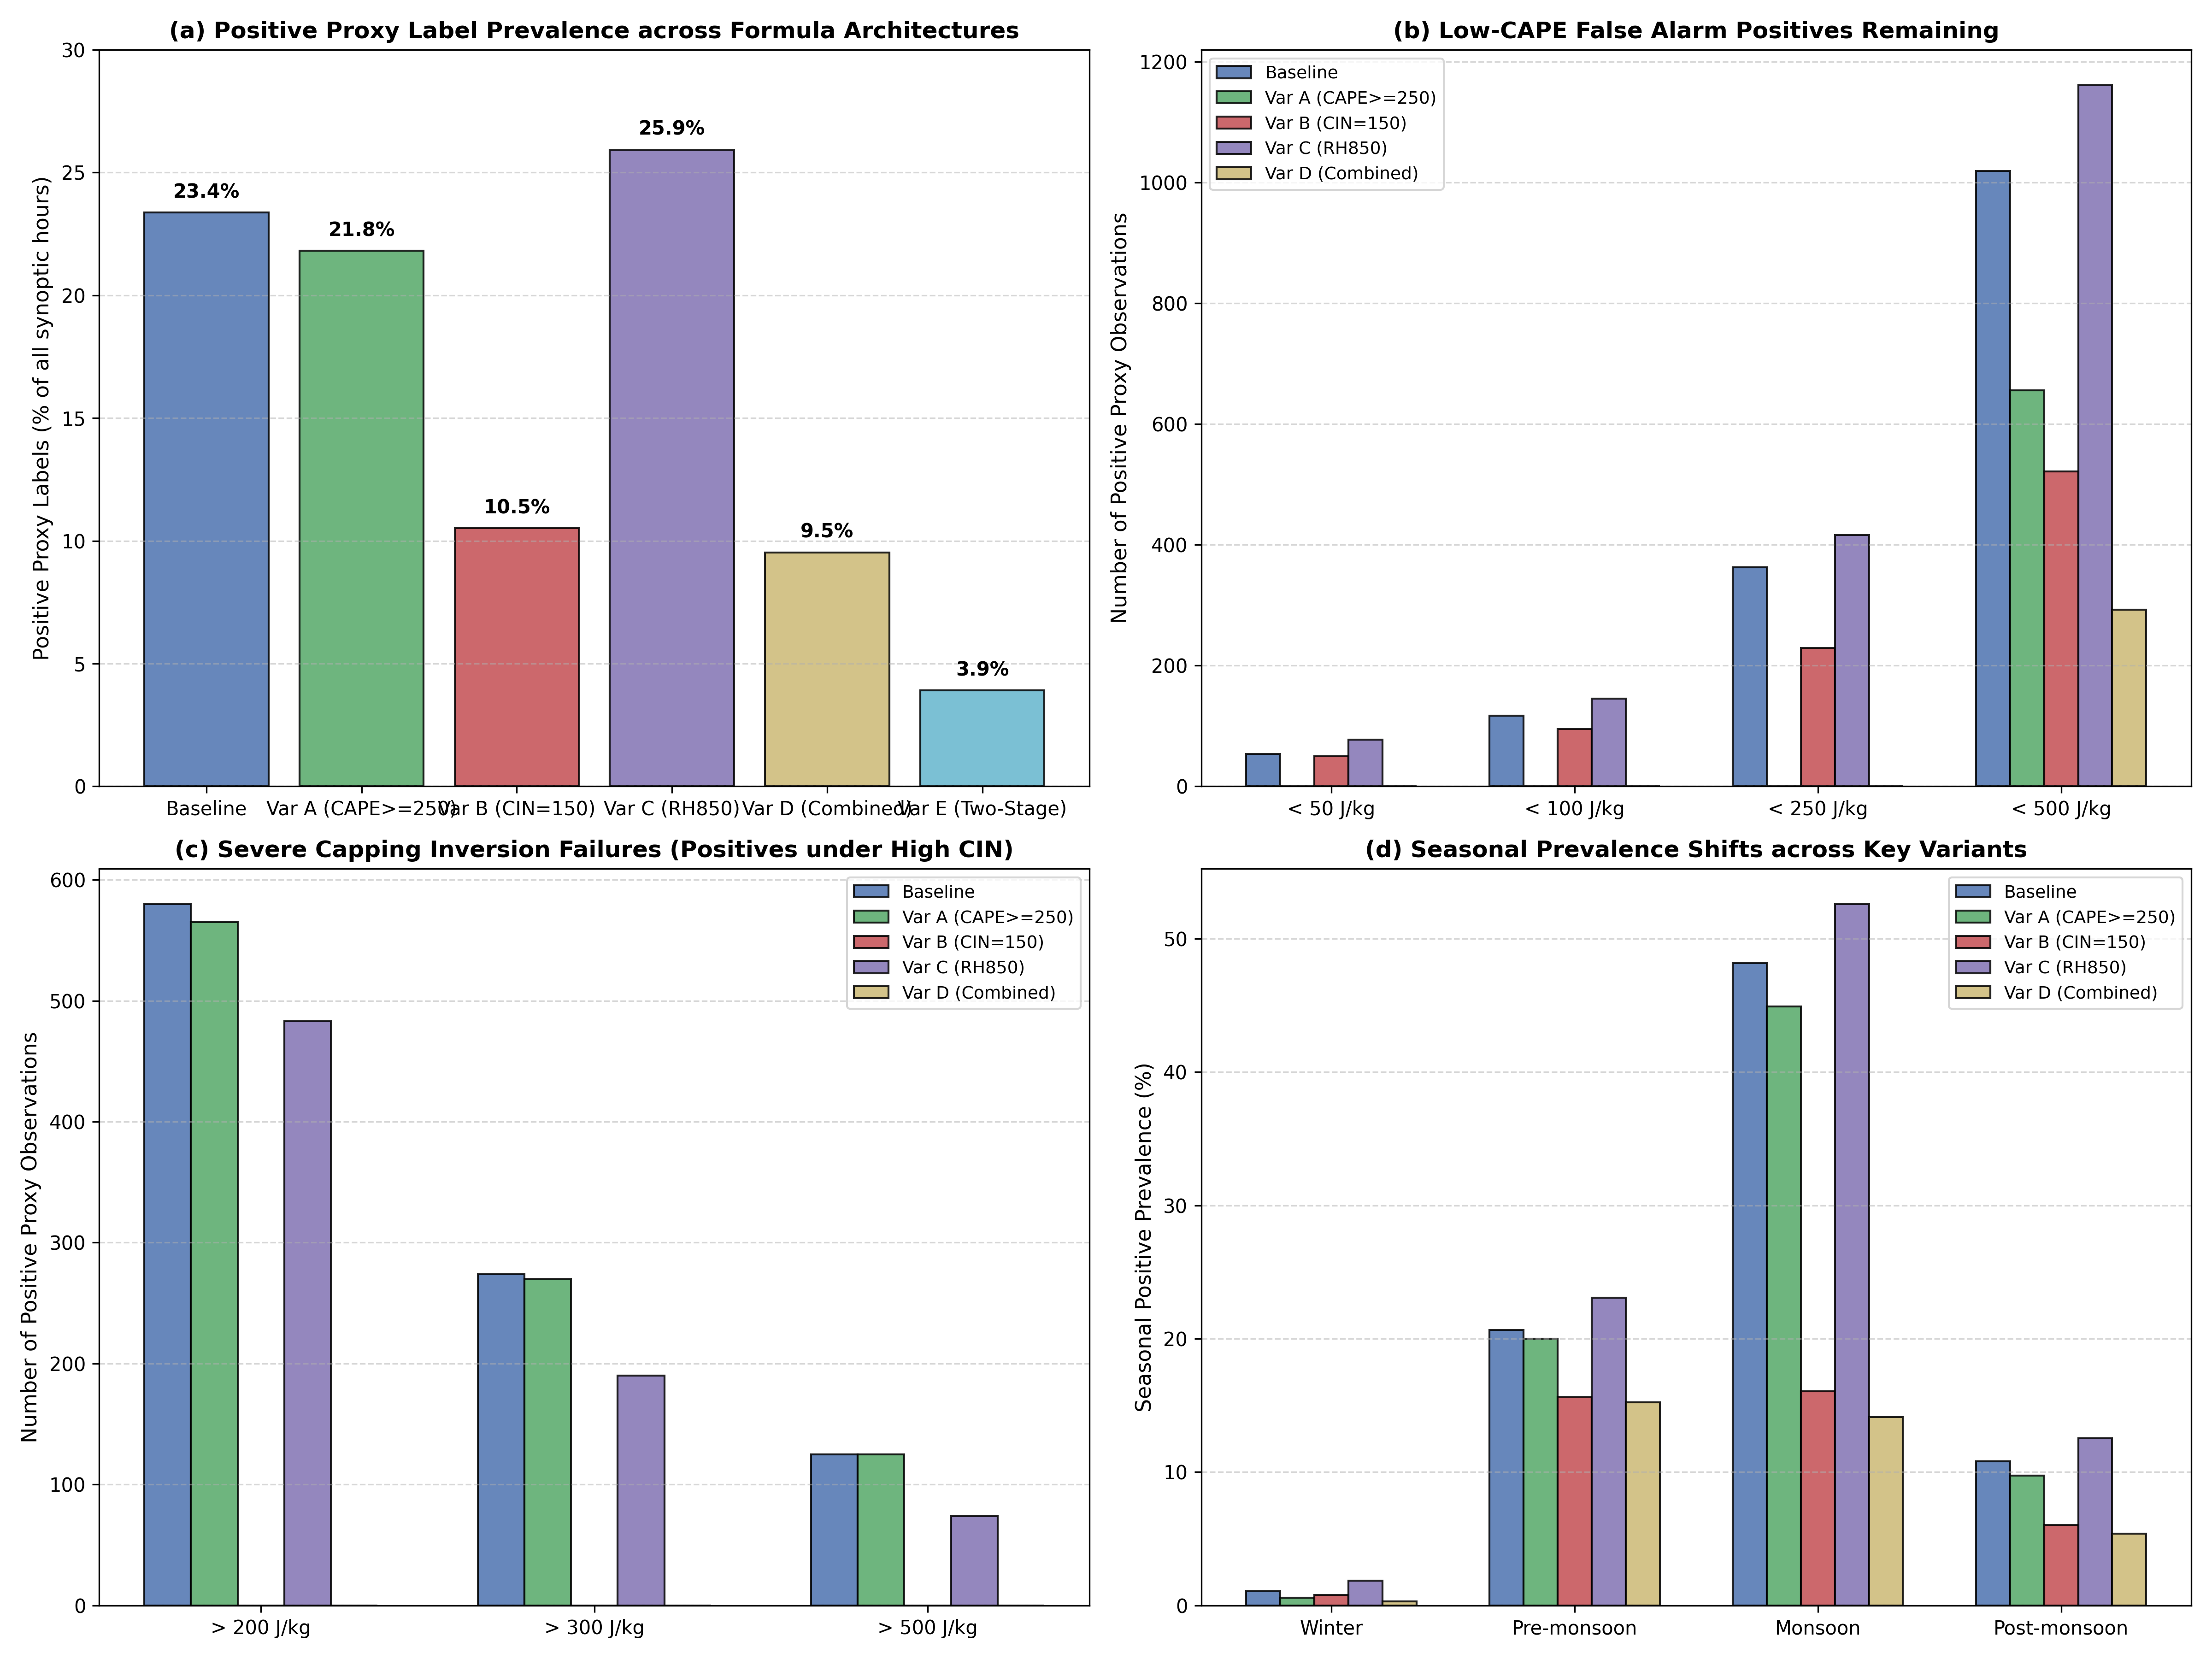 (a) Positive Proxy Label Prevalence across Formula Architectures
Positive Proxy Labels (% of all synoptic hours)
30
25
20
15
10
5
0
23.4%
21.8%
10.5%
25.9%
9.5%
3.9%
Baseline
Var A (CAPE>=250)
Var B (CIN=150)
Var C (RH850)
Var D (Combined)
Var E (Two-Stage)
(b) Low-CAPE False Alarm Positives Remaining
Number of Positive Proxy Observations
1200
1000
800
600
400
200
0
Baseline
Var A (CAPE>=250)
Var B (CIN=150)
Var C (RH850)
Var D (Combined)
< 50 J/kg
< 100 J/kg
< 250 J/kg
< 500 J/kg
(c) Severe Capping Inversion Failures (Positives under High CIN)
Number of Positive Proxy Observations
600
500
400
300
200
100
0
Baseline
Var A (CAPE>=250)
Var B (CIN=150)
Var C (RH850)
Var D (Combined)
> 200 J/kg
> 300 J/kg
> 500 J/kg
(d) Seasonal Prevalence Shifts across Key Variants
Seasonal Positive Prevalence (%)
50
40
30
20
10
0
Baseline
Var A (CAPE>=250)
Var B (CIN=150)
Var C (RH850)
Var D (Combined)
Winter
Pre-monsoon
Monsoon
Post-monsoon